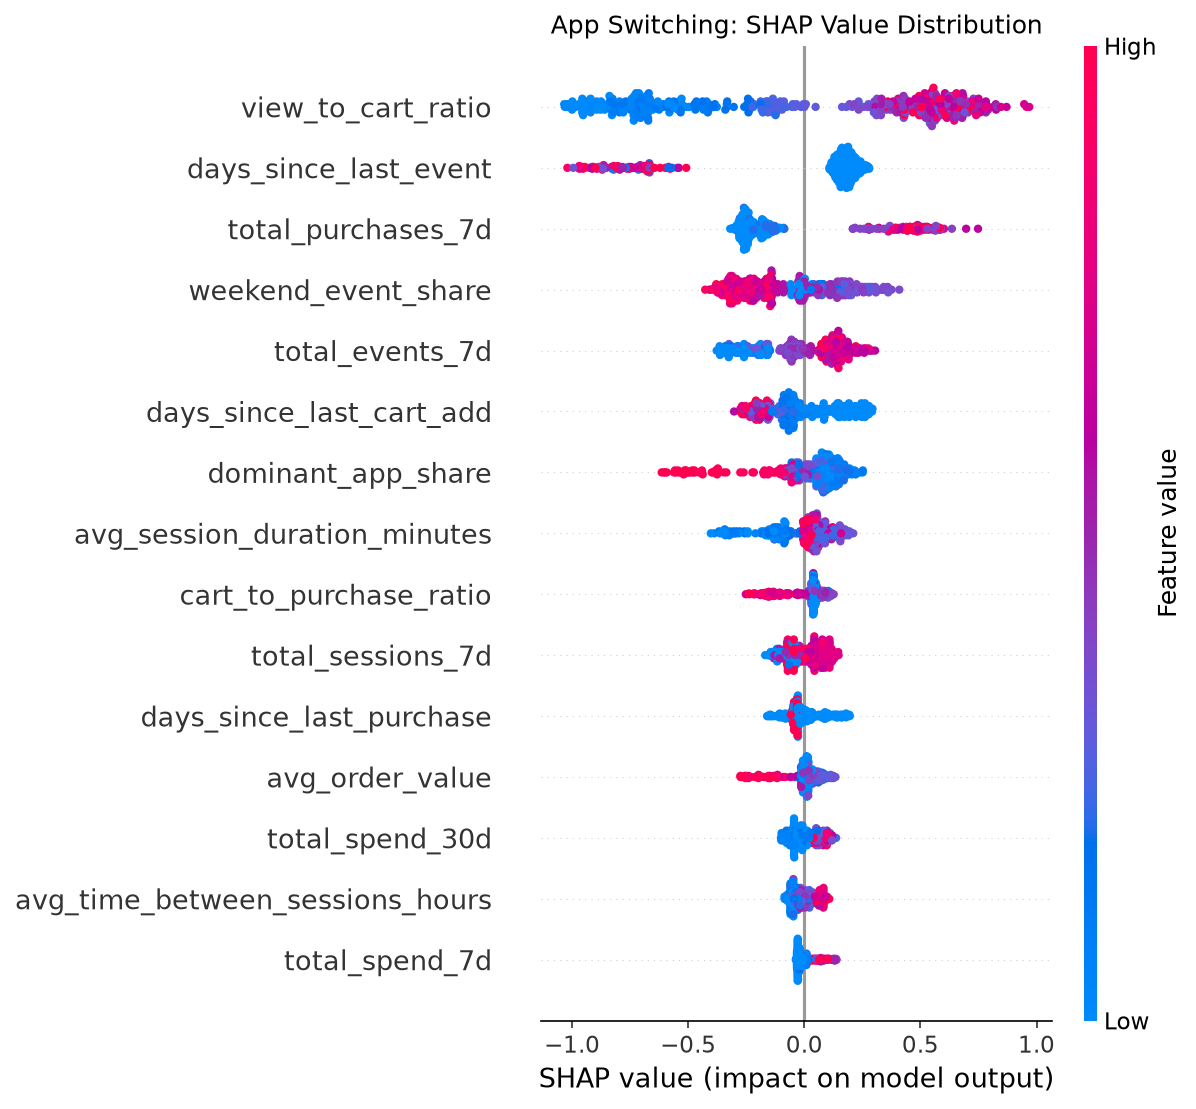 App Switching: SHAP Value Distribution
High
view_to_cart_ratio
days_since_last_event
total_purchases_7d
weekend_event_share
total_events_7d
days_since_last_cart_add
dominant_app_share
avg_session_duration_minutes
cart_to_purchase_ratio
total_sessions_7d
days_since_last_purchase
avg_order_value
total_spend_30d
avg_time_between_sessions_hours
total_spend_7d
Feature value
Low
−1.0 −0.5 0.0 0.5 1.0
SHAP value (impact on model output)